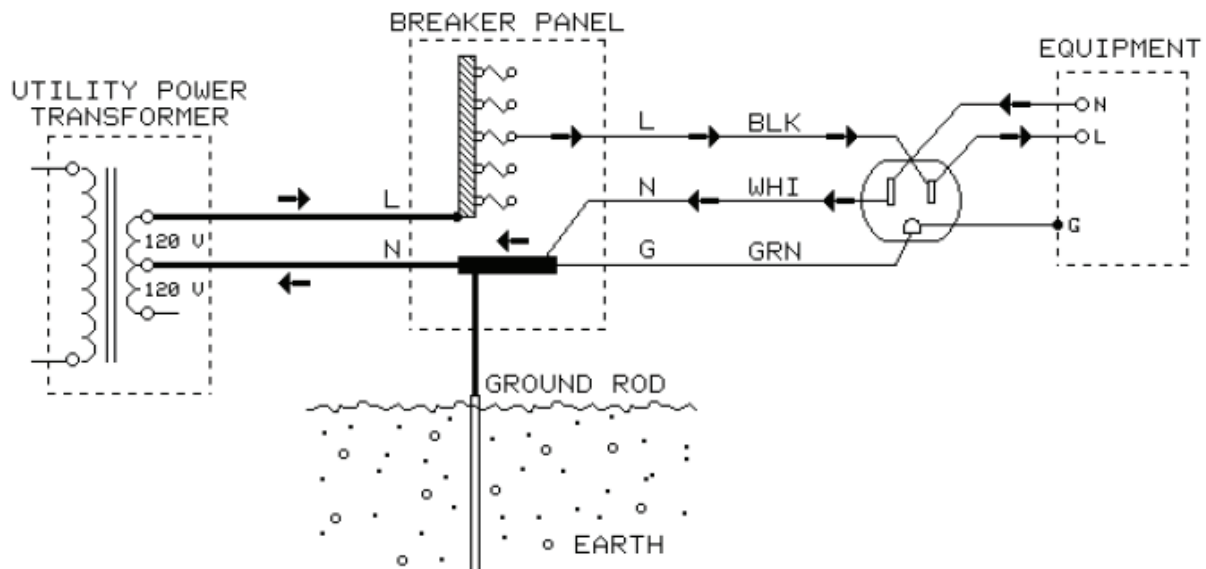 BREAKER PANEL
EQUIPMENT
UTILITY POWER
TRANSFORMER
N
L
BLK
L
L
N
WHI
120 V
G
N
G
GRN
120 V
GROUND ROD
EARTH